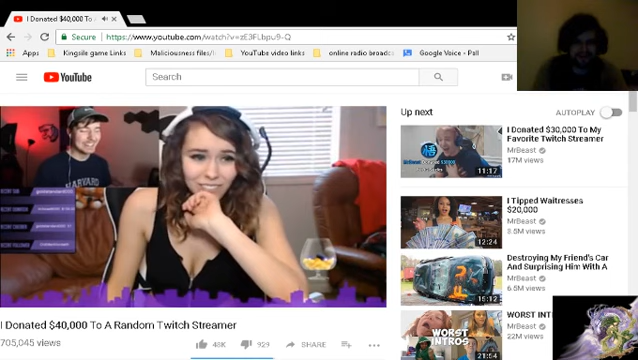 I Donated $40,000 To a
Secure
https://www.youtube.com/watch?v=zE3FLbpu9-Q
Kingsile game Links
Maliciousness files/
YouTube video links
online radio broadc
Google Voice - Pall
YouTube
Search
Up next
AUTOPLAY
HARVARD
I Donated $30,000 To My
Favorite Twitch Streamer
MrBeast
17M views
11:17
I Tipped Waitresses
$20,000
MrBeast
3.5M views
12:24
Destroying My Friend's Car
And Surprising Him With A
MrBeast
6.5M views
15:12
WORST INT
MrBeast
22M views
WORST
INTROS
21:54
I Donated $40,000 To A Random Twitch Streamer
705,045 views
48K
929
SHARE